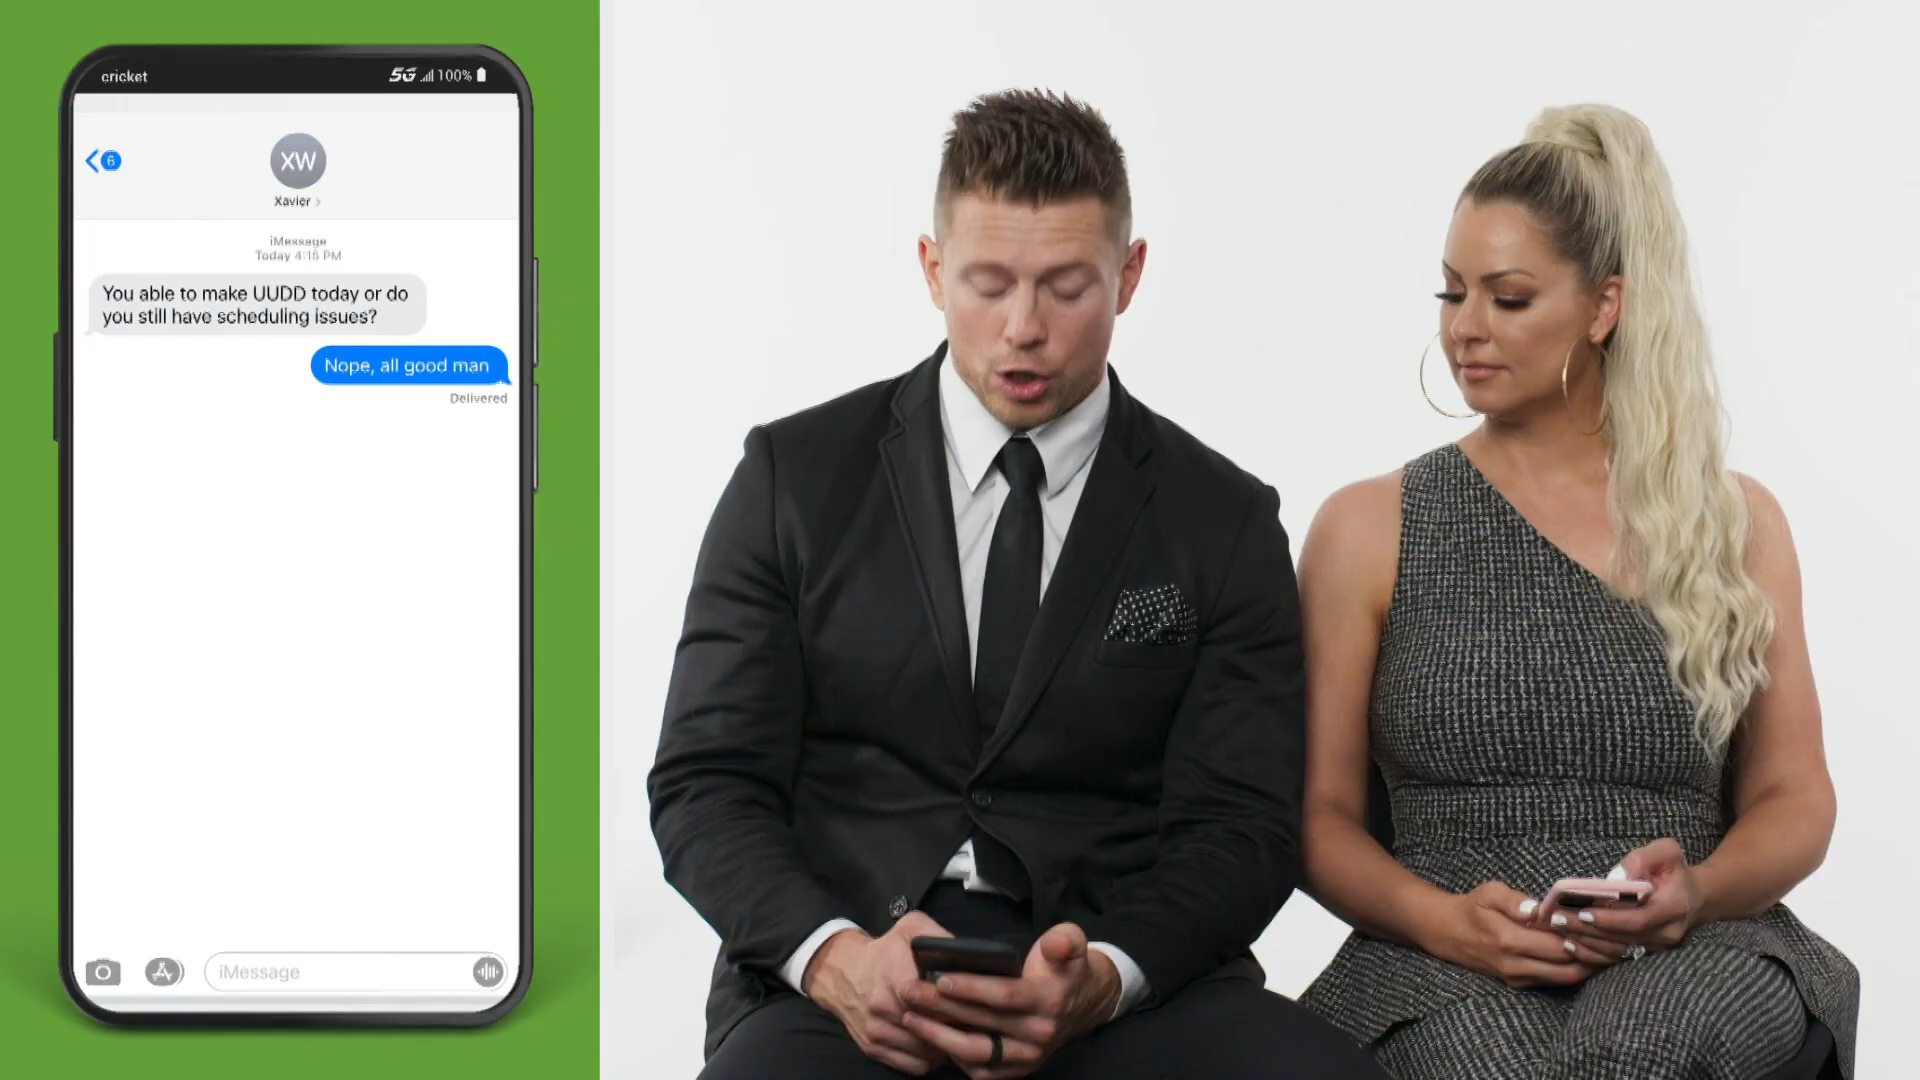 cricket
5G 100%
6
XW
Xavier
iMessage
Today 4:15 PM
You able to make UUDD today or do
you still have scheduling issues?
Nope, all good man
Delivered
iMessage